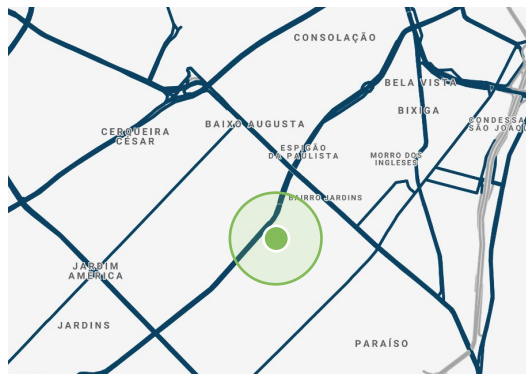 CONSOLAÇÃO
BELA VISTA
BIXIGA
BAIXO AUGUSTA
CONDESSA
SÃO JOAQU
CERQUEIRA
CÉSAR
ESPIGÃO
DA PAULISTA
MORRO DOS
INGLESES
BAIRRO JARDINS
JARDIM
AMÉRICA
JARDINS
PARAÍSO